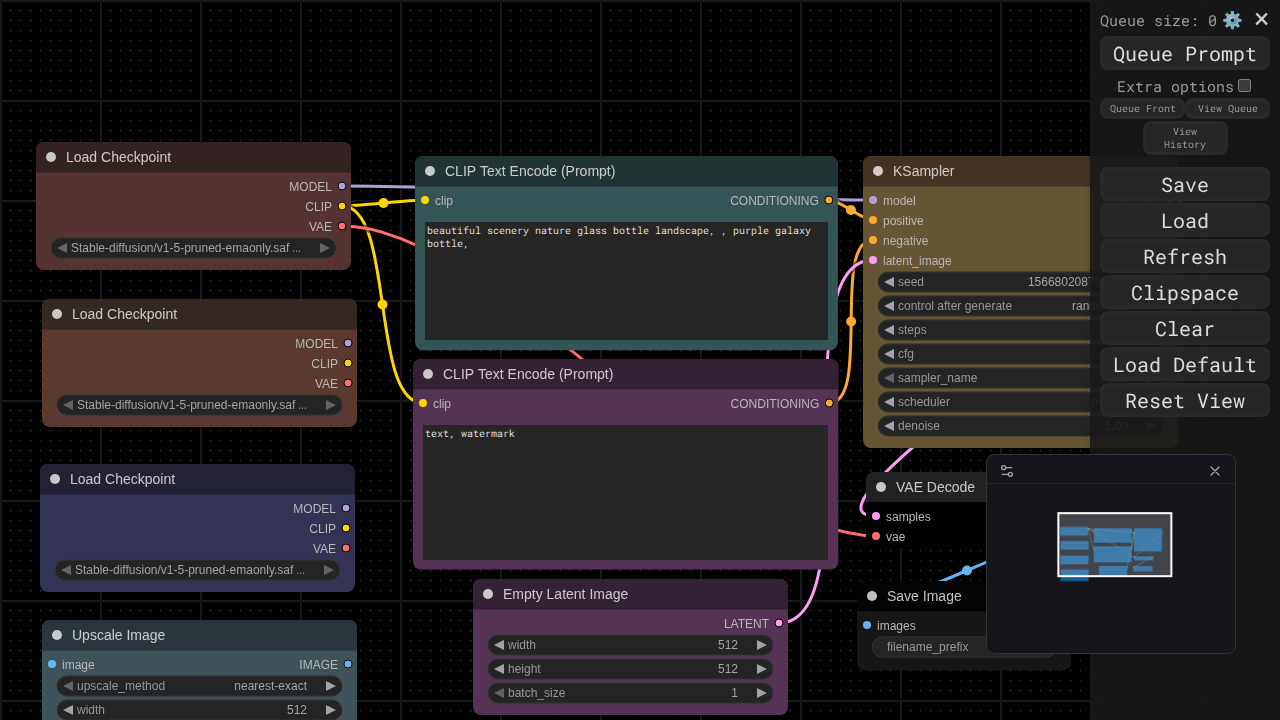 Queue size: 0
Queue Prompt
Extra options
Queue Front
View Queue
View
History
Save
Load
Refresh
Clipspace
Clear
Load Default
Reset View
Load Checkpoint
MODEL
CLIP
VAE
Stable-diffusion/v1-5-pruned-emaonly.saf ...
Load Checkpoint
MODEL
CLIP
VAE
Stable-diffusion/v1-5-pruned-emaonly.saf ...
Load Checkpoint
MODEL
CLIP
VAE
Stable-diffusion/v1-5-pruned-emaonly.saf ...
Upscale Image
image IMAGE
upscale_method nearest-exact
width 512
CLIP Text Encode (Prompt)
clip CONDITIONING
beautiful scenery nature glass bottle landscape, , purple galaxy
bottle,
CLIP Text Encode (Prompt)
clip CONDITIONING
text, watermark
Empty Latent Image
LATENT
width 512
height 512
batch_size 1
KSampler
model
positive
negative
latent_image
seed
control after generate
steps
cfg
sampler_name
scheduler
denoise 1.00
VAE Decode
samples
vae
Save Image
images
filename_prefix